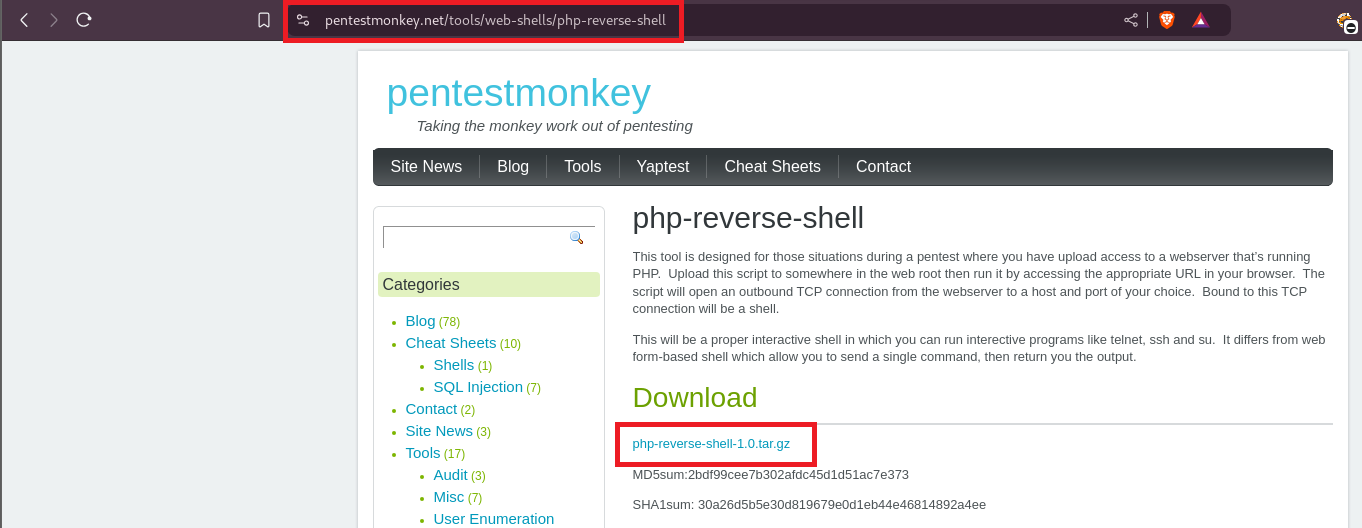 pentestmonkey.net/tools/web-shells/php-reverse-shell
pentestmonkey
Taking the monkey work out of pentesting
Site News
Blog
Tools
Yaptest
Cheat Sheets
Contact
Categories
Blog (78)
Cheat Sheets (10)
Shells (1)
SQL Injection (7)
Contact (2)
Site News (3)
Tools (17)
Audit (3)
Misc (7)
User Enumeration
php-reverse-shell
This tool is designed for those situations during a pentest where you have upload access to a webserver that's running
PHP.  Upload this script to somewhere in the web root then run it by accessing the appropriate URL in your browser.  The
script will open an outbound TCP connection from the webserver to a host and port of your choice.  Bound to this TCP
connection will be a shell.
This will be a proper interactive shell in which you can run interective programs like telnet, ssh and su.  It differs from web
form-based shell which allow you to send a single command, then return you the output.
Download
php-reverse-shell-1.0.tar.gz
MD5sum:2bdf99cee7b302afdc45d1d51ac7e373
SHA1sum: 30a26d5b5e30d819679e0d1eb44e46814892a4ee